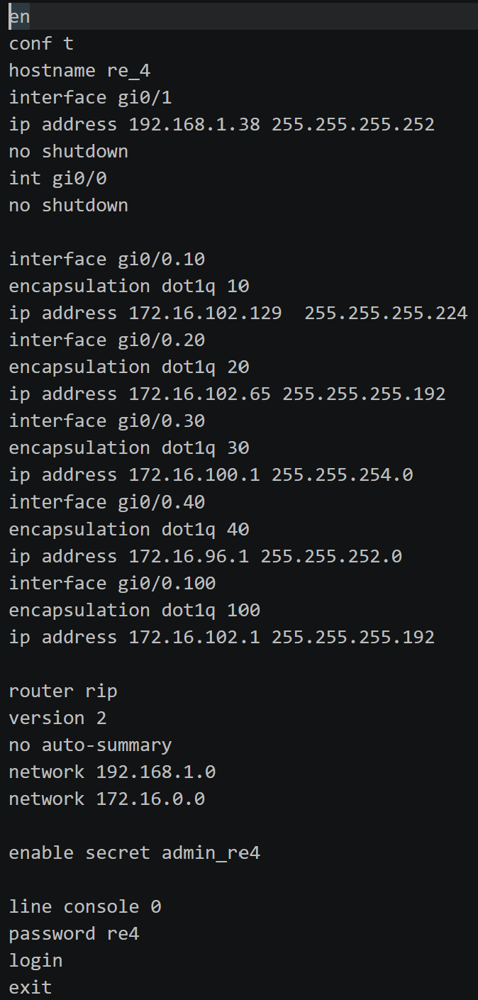 en
conf t
hostname re_4
interface gi0/1
ip address 192.168.1.38 255.255.255.252
no shutdown
int gi0/0
no shutdown

interface gi0/0.10
encapsulation dot1q 10
ip address 172.16.102.129  255.255.255.224
interface gi0/0.20
encapsulation dot1q 20
ip address 172.16.102.65 255.255.255.192
interface gi0/0.30
encapsulation dot1q 30
ip address 172.16.100.1 255.255.254.0
interface gi0/0.40
encapsulation dot1q 40
ip address 172.16.96.1 255.255.252.0
interface gi0/0.100
encapsulation dot1q 100
ip address 172.16.102.1 255.255.255.192

router rip
version 2
no auto-summary
network 192.168.1.0
network 172.16.0.0

enable secret admin_re4

line console 0
password re4
login
exit